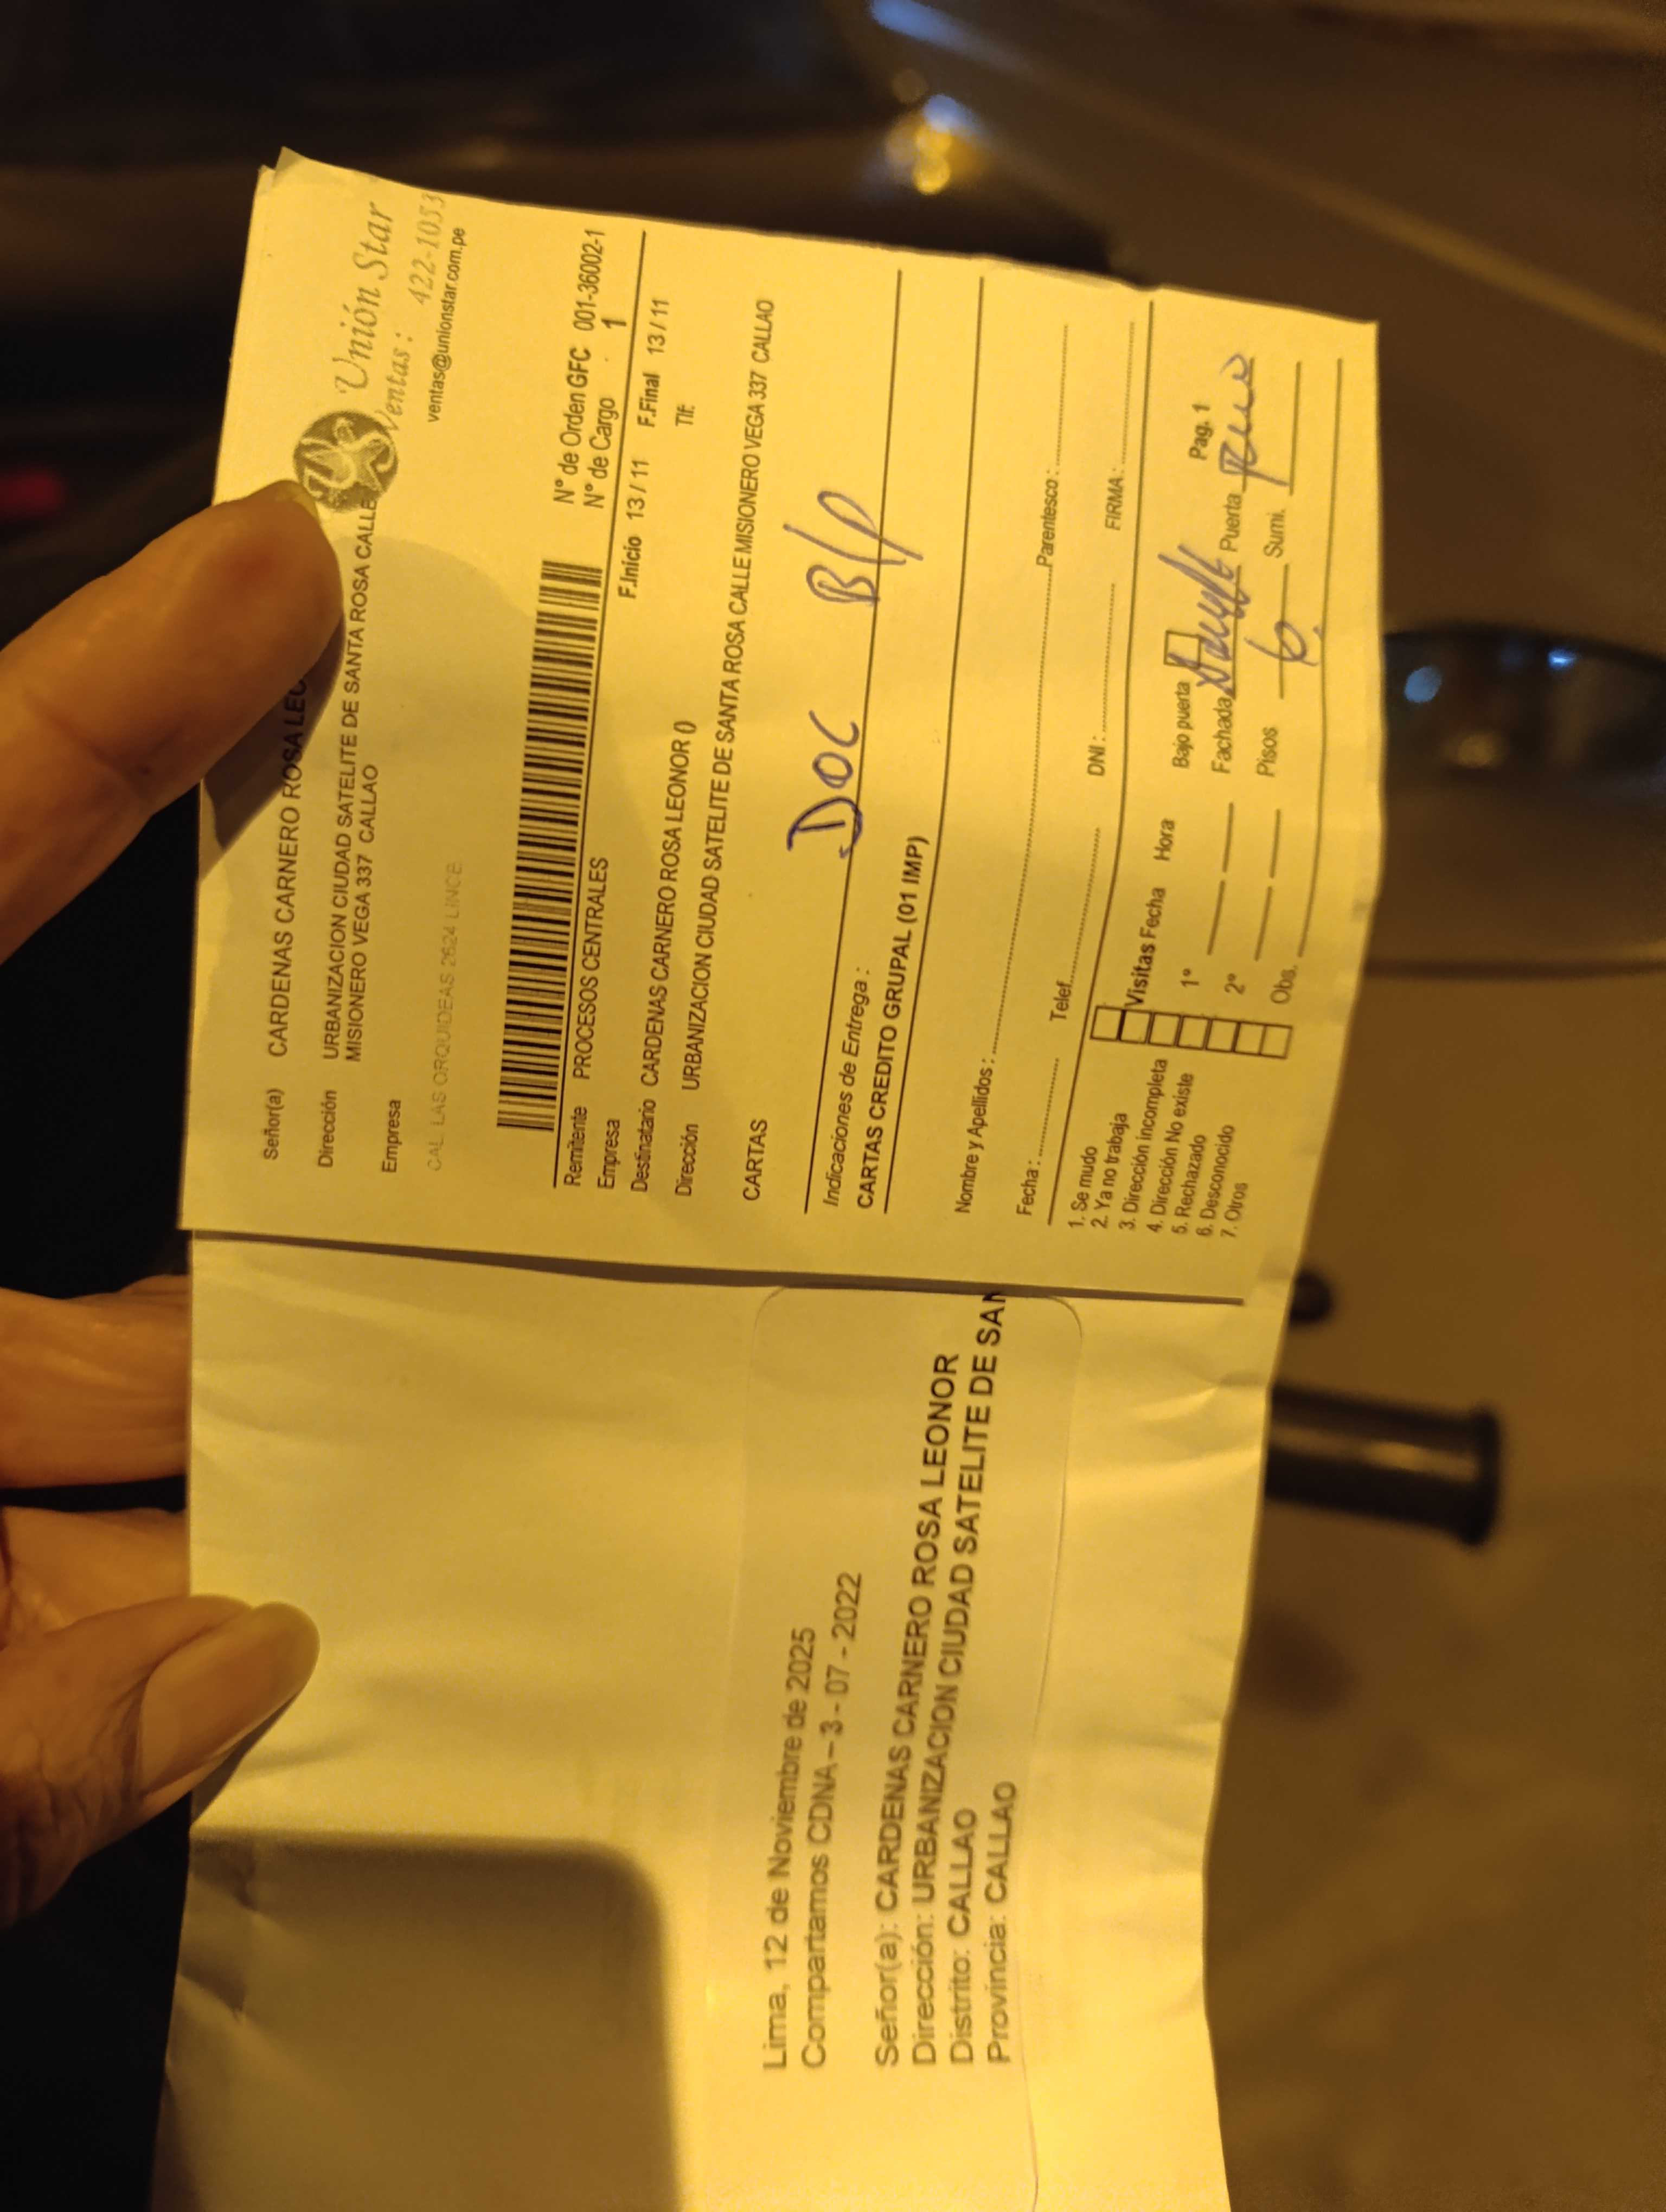 Unión Star
Ventas: 422-1053
ventas@unionstar.com.pe
Señor(a) CARDENAS CARNERO ROSA
Dirección URBANIZACION CIUDAD SATELITE DE SANTA ROSA CALLE
MISIONERO VEGA 337 CALLAO
Empresa
CAL. LAS ORQUIDEAS 2624 LINCE
N° de Orden GFC 001-36002-1
Remitente PROCESOS CENTRALES N° de Cargo 1
Empresa F.Inicio 13/11 F.Final 13/11
Destinatario CARDENAS CARNERO ROSA LEONOR () Tlf:
Dirección URBANIZACION CIUDAD SATELITE DE SANTA ROSA CALLE MISIONERO VEGA 337 CALLAO
CARTAS
DOC B/P
Indicaciones de Entrega :
CARTAS CREDITO GRUPAL (01 IMP)
Nombre y Apellidos : Parentesco :
Fecha : Telef. DNI : FIRMA :
1. Se mudo
2. Ya no trabaja
3. Dirección incompleta
4. Dirección No existe
5. Rechazado
6. Desconocido
7. Otros
Visitas Fecha Hora Bajo puerta Pag. 1
1° Fachada Puerta
2° Pisos 6 Sumi.
Obs.
Lima, 12 de Noviembre de 2025
Compartamos CDNA – 3 - 07 - 2022
Señor(a): CARDENAS CARNERO ROSA LEONOR
Dirección: URBANIZACION CIUDAD SATELITE DE SAN
Distrito: CALLAO
Provincia: CALLAO